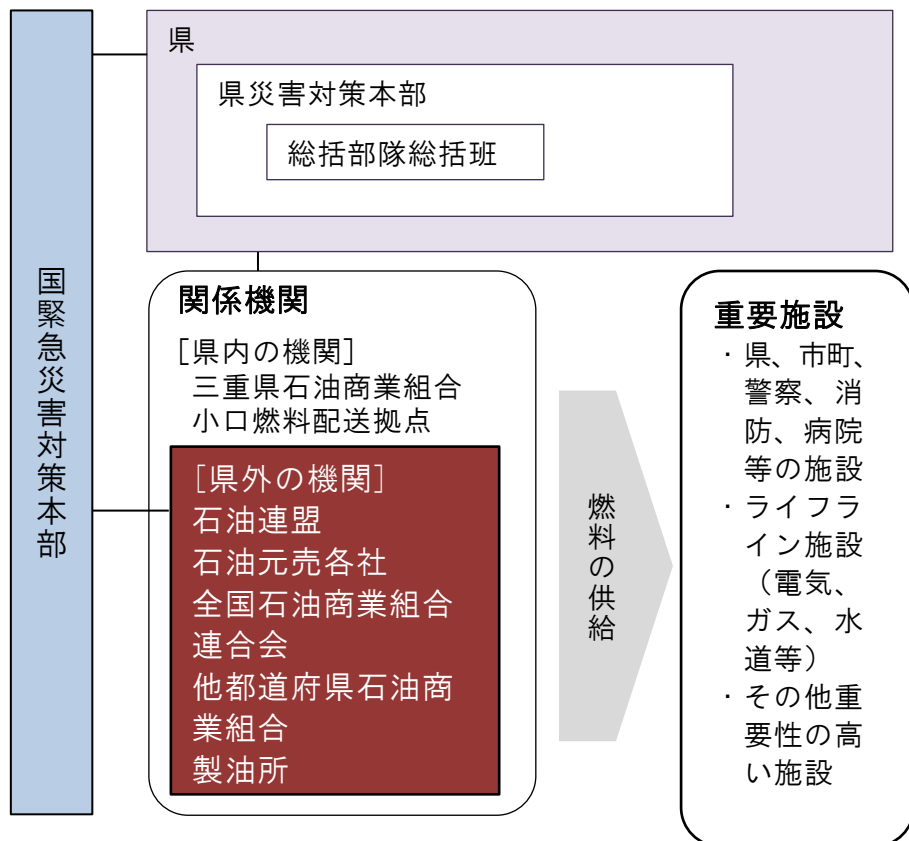 国緊急災害対策本部
県
県災害対策本部
総括部隊総括班
関係機関
［県内の機関］
三重県石油商業組合
小口燃料配送拠点
［県外の機関］
石油連盟
石油元売各社
全国石油商業組合
連合会
他都道府県石油商
業組合
製油所
燃料の供給
重要施設
・県、市町、
警察、消
防、病院
等の施設
・ライフラ
イン施設
（電気、
ガス、水
道等）
・その他重
要性の高
い施設